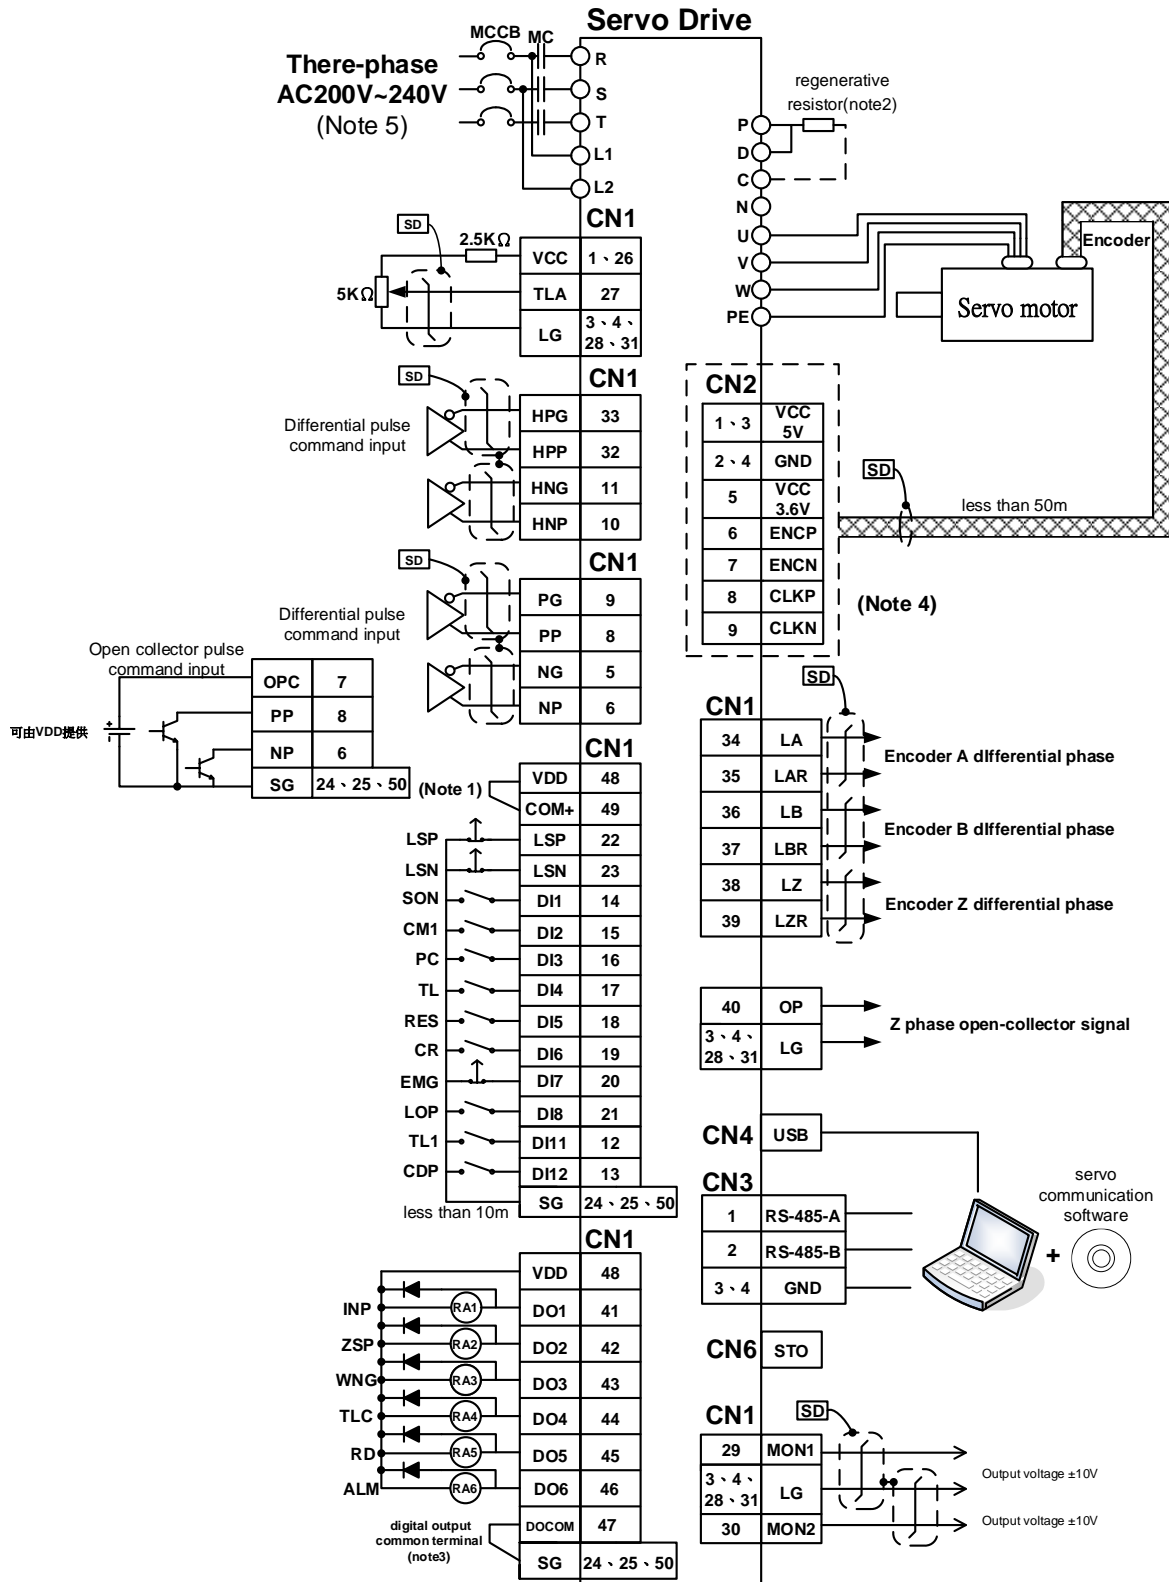 Servo Drive
MCCB
MC
There-phase
AC200V~240V
(Note 5)
R
S
T
L1
L2
regenerative
resistor(note2)
P
D
C
N
U
V
W
PE
Encoder
Servo motor
CN1
SD
2.5KΩ
5KΩ
VCC 1、26
TLA 27
LG 3、4、
28、31
CN1
SD
Differential pulse
command input
HPG 33
HPP 32
HNG 11
HNP 10
CN1
SD
Differential pulse
command input
PG 9
PP 8
NG 5
NP 6
Open collector pulse
command input
可由VDD提供
+
-
OPC 7
PP 8
NP 6
SG 24、25、50
CN1
(Note 1)
VDD 48
COM+ 49
LSP LSP 22
LSN LSN 23
SON DI1 14
CM1 DI2 15
PC DI3 16
TL DI4 17
RES DI5 18
CR DI6 19
EMG DI7 20
LOP DI8 21
TL1 DI11 12
CDP DI12 13
less than 10m SG 24、25、50
CN1
VDD 48
INP RA1 DO1 41
ZSP RA2 DO2 42
WNG RA3 DO3 43
TLC RA4 DO4 44
RD RA5 DO5 45
ALM RA6 DO6 46
digital output
common terminal
(note3)
DOCOM 47
SG 24、25、50
CN2
1、3 VCC
5V
2、4 GND
5 VCC
3.6V
6 ENCP
7 ENCN
8 CLKP
9 CLKN
SD
less than 50m
(Note 4)
CN1
SD
34 LA
35 LAR
Encoder A dIfferential phase
36 LB
37 LBR
Encoder B dIfferential phase
38 LZ
39 LZR
Encoder Z differential phase
40 OP
3、4、
28、31 LG
Z phase open-collector signal
CN4 USB
CN3
1 RS-485-A
2 RS-485-B
3、4 GND
+
servo
communication
software
CN6 STO
CN1
SD
29 MON1
Output voltage ±10V
3、4、
28、31 LG
30 MON2
Output voltage ±10V